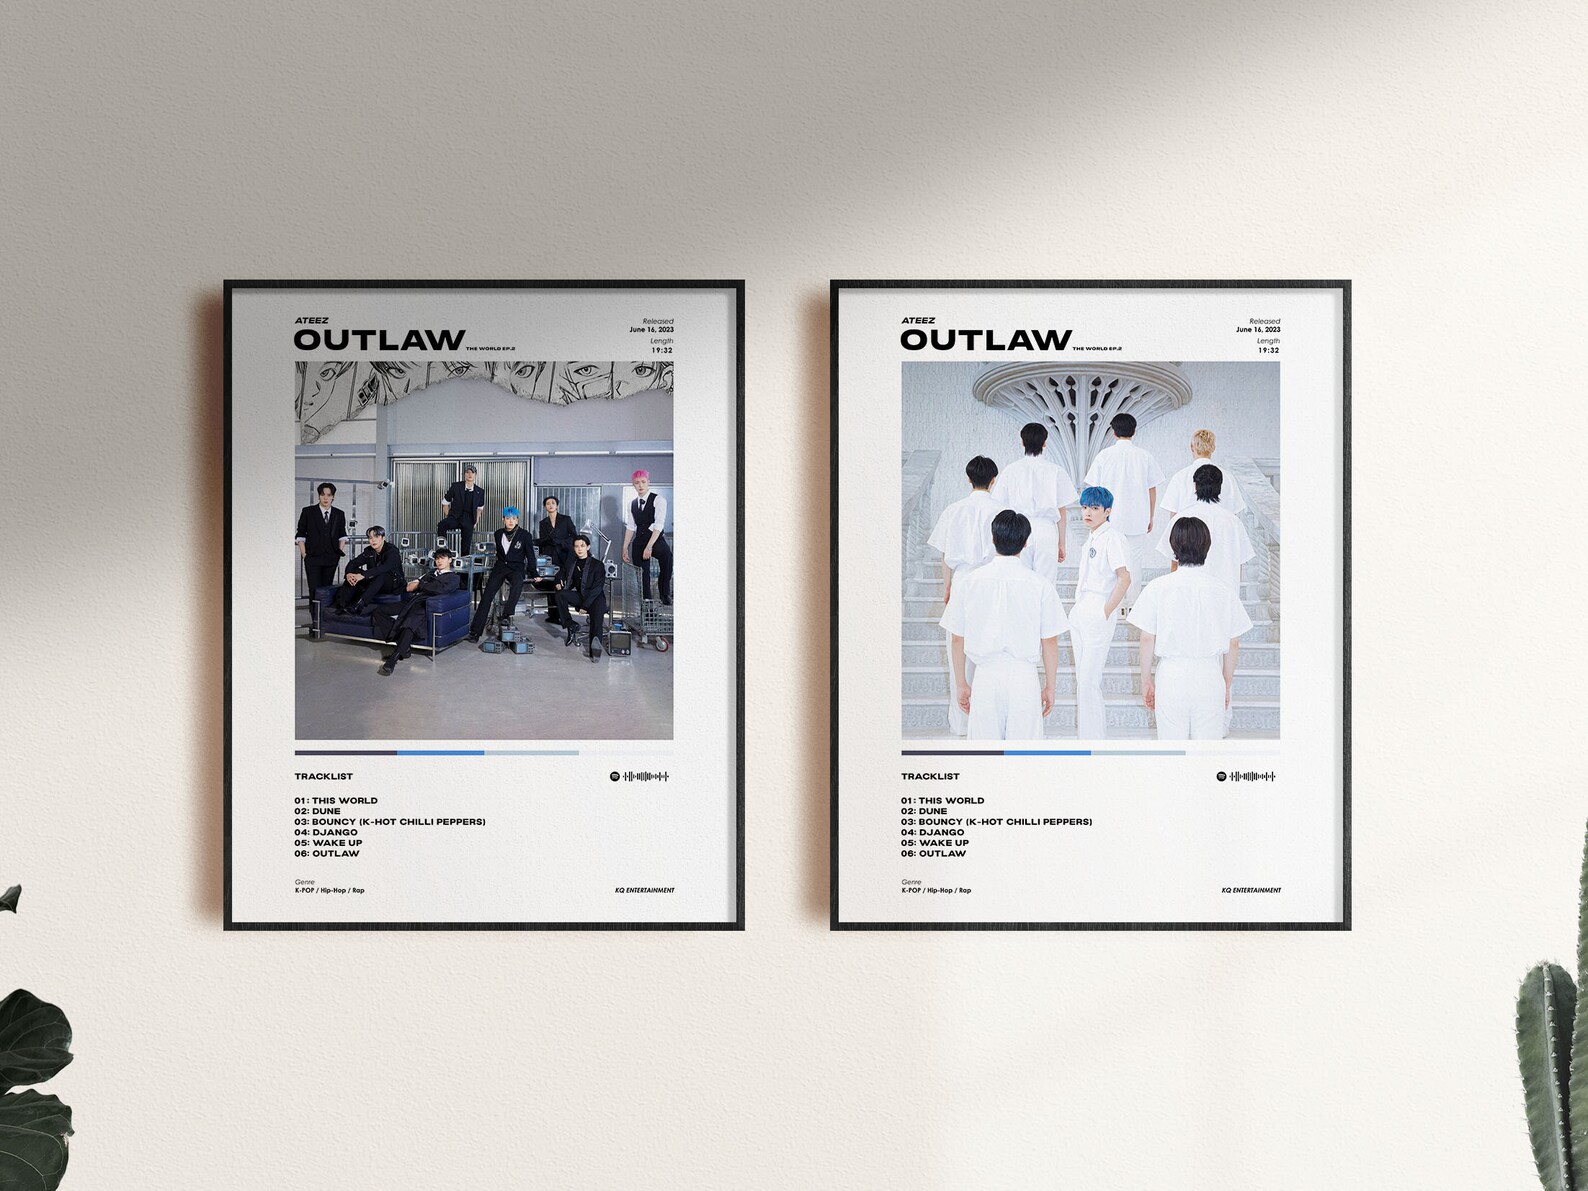 ATEEZ
OUTLAW THE WORLD EP.2
Released
June 16, 2023
Length
19:32
TRACKLIST
01: THIS WORLD
02: DUNE
03: BOUNCY (K-HOT CHILLI PEPPERS)
04: DJANGO
05: WAKE UP
06: OUTLAW
Genre
K-POP / Hip-Hop / Rap
KQ ENTERTAINMENT
ATEEZ
OUTLAW THE WORLD EP.2
Released
June 16, 2023
Length
19:32
TRACKLIST
01: THIS WORLD
02: DUNE
03: BOUNCY (K-HOT CHILLI PEPPERS)
04: DJANGO
05: WAKE UP
06: OUTLAW
Genre
K-POP / Hip-Hop / Rap
KQ ENTERTAINMENT